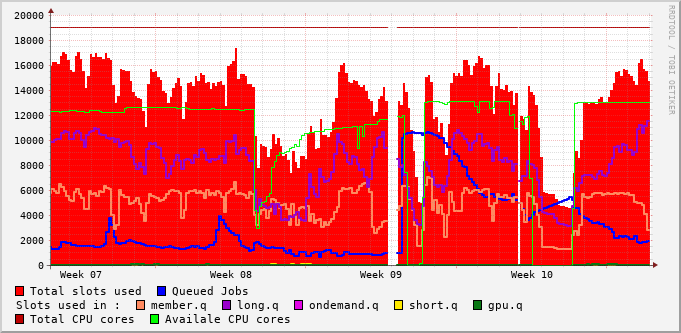 20000
18000
16000
14000
12000
10000
8000
6000
4000
2000
0
Week 07 Week 08 Week 09 Week 10
Total slots used Queued Jobs
Slots used in : member.q long.q ondemand.q short.q gpu.q
Total CPU cores Availale CPU cores
RRDTOOL / TOBI OETIKER